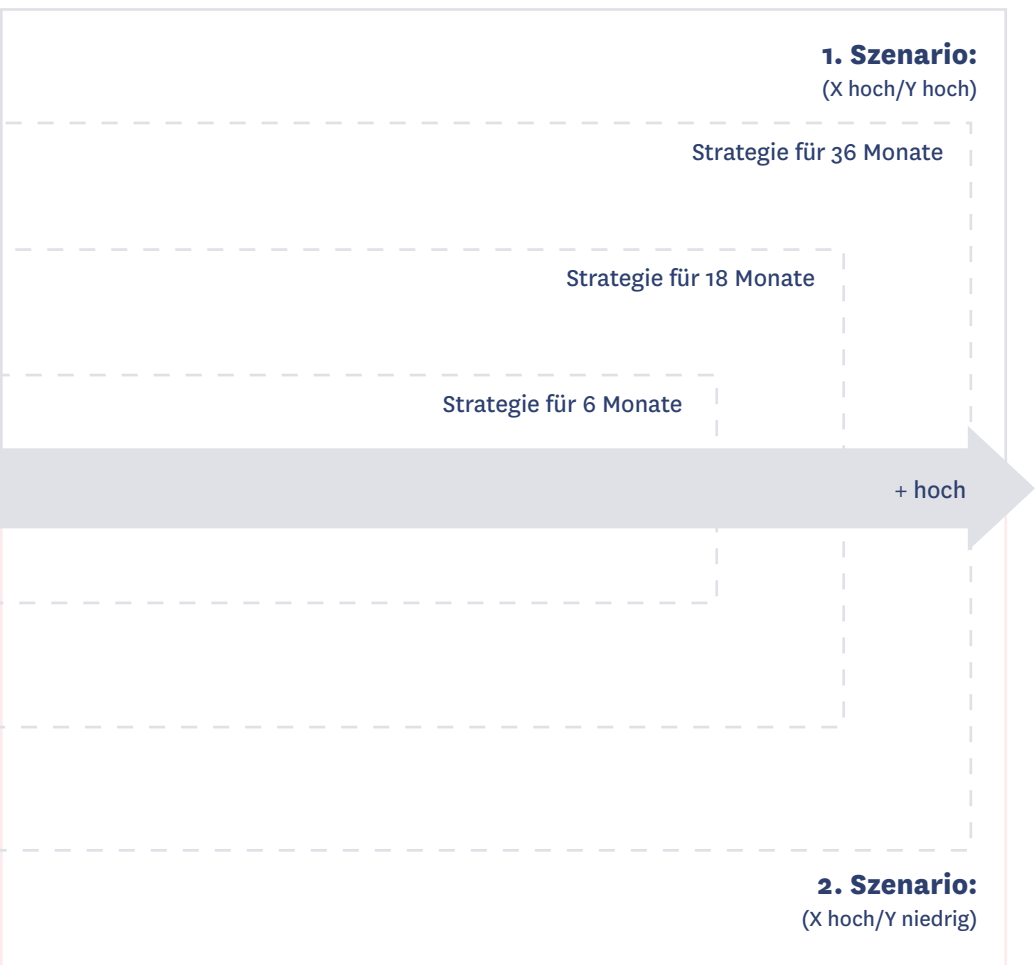 1. Szenario:
(X hoch/Y hoch)
Strategie für 36 Monate
Strategie für 18 Monate
Strategie für 6 Monate
+ hoch
2. Szenario:
(X hoch/Y niedrig)